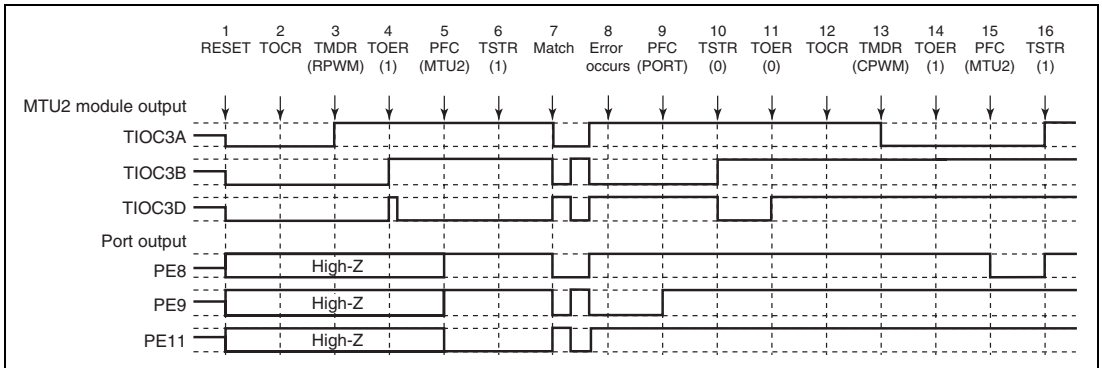 1 2 3 4 5 6 7 8 9 10 11 12 13 14 15 16
RESET TOCR TMDR TOER PFC TSTR Match Error PFC TSTR TOER TOCR TMDR TOER PFC TSTR
(RPWM) (1) (MTU2) (1) occurs (PORT) (0) (0) (CPWM) (1) (MTU2) (1)
MTU2 module output
TIOC3A
TIOC3B
TIOC3D
Port output
PE8 High-Z
PE9 High-Z
PE11 High-Z